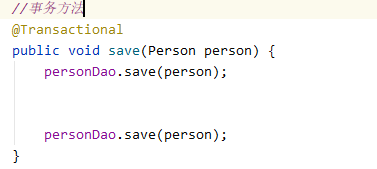 //事务方法
@Transactional
public void save(Person person) {
    personDao.save(person);
    personDao.save(person);
}